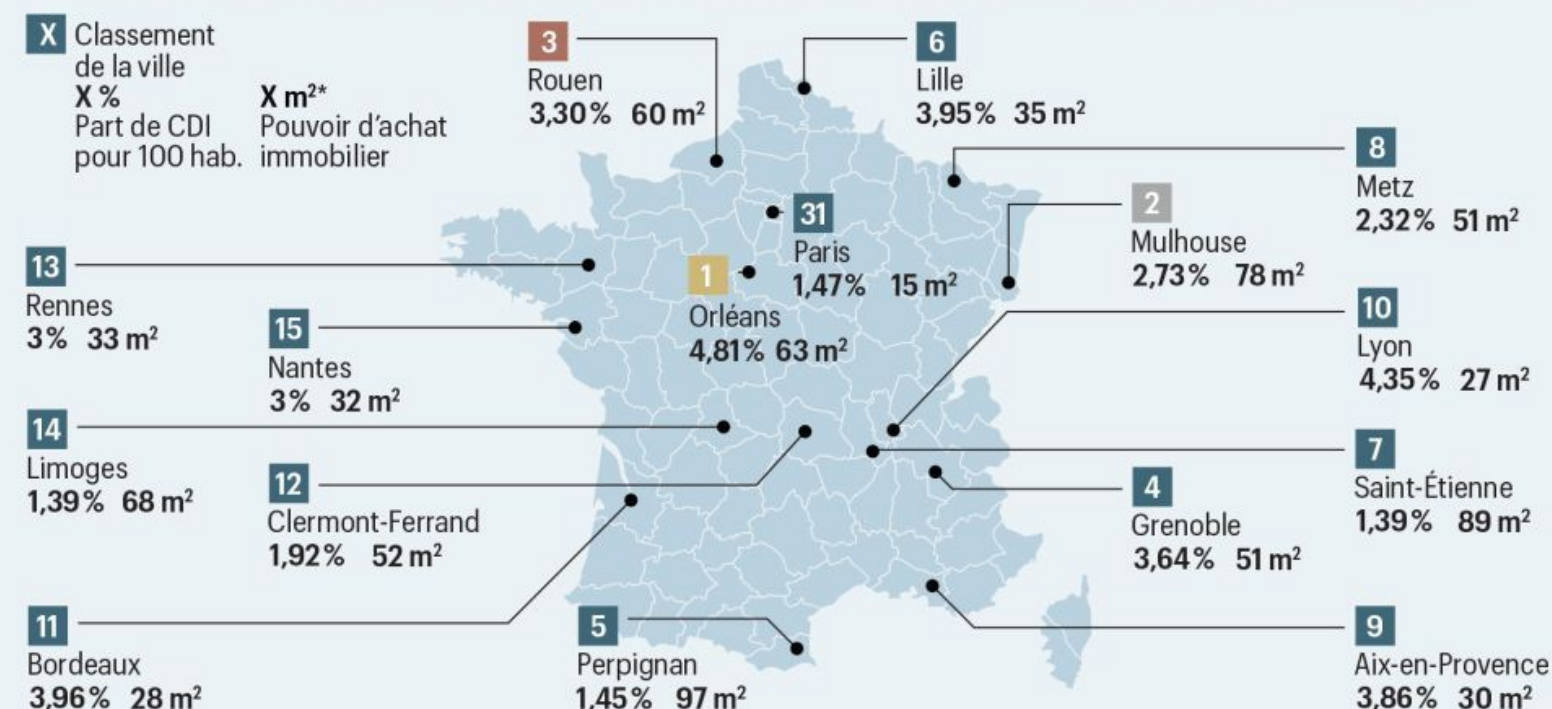 X Classement
de la ville
X %
Part de CDI
pour 100 hab.
X m²*
Pouvoir d'achat
immobilier
3
Rouen
3,30% 60 m²
6
Lille
3,95% 35 m²
8
Metz
2,32% 51 m²
2
Mulhouse
2,73% 78 m²
31
Paris
1,47% 15 m²
1
Orléans
4,81% 63 m²
13
Rennes
3% 33 m²
15
Nantes
3% 32 m²
10
Lyon
4,35% 27 m²
14
Limoges
1,39% 68 m²
12
Clermont-Ferrand
1,92% 52 m²
7
Saint-Étienne
1,39% 89 m²
4
Grenoble
3,64% 51 m²
11
Bordeaux
3,96% 28 m²
5
Perpignan
1,45% 97 m²
9
Aix-en-Provence
3,86% 30 m²